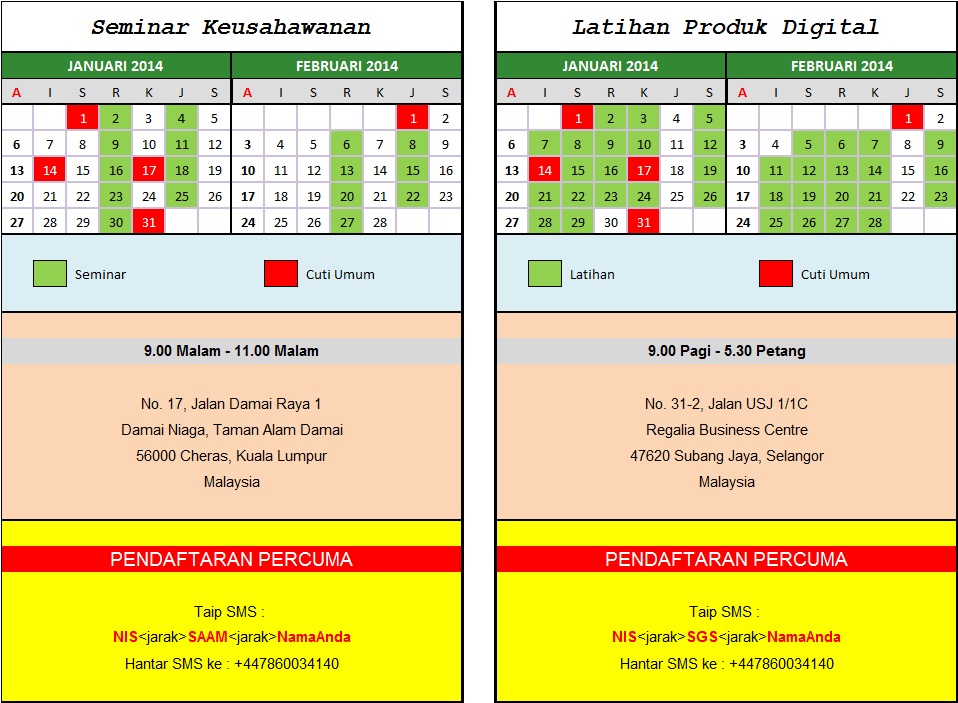 Seminar Keusahawanan
JANUARI 2014 FEBRUARI 2014
A I S R K J S A I S R K J S
1 2 3 4 5 1 2
6 7 8 9 10 11 12 3 4 5 6 7 8 9
13 14 15 16 17 18 19 10 11 12 13 14 15 16
20 21 22 23 24 25 26 17 18 19 20 21 22 23
27 28 29 30 31 24 25 26 27 28
Seminar Cuti Umum
9.00 Malam - 11.00 Malam
No. 17, Jalan Damai Raya 1
Damai Niaga, Taman Alam Damai
56000 Cheras, Kuala Lumpur
Malaysia
PENDAFTARAN PERCUMA
Taip SMS :
NIS<jarak>SAAM<jarak>NamaAnda
Hantar SMS ke : +447860034140
Latihan Produk Digital
JANUARI 2014 FEBRUARI 2014
A I S R K J S A I S R K J S
1 2 3 4 5 1 2
6 7 8 9 10 11 12 3 4 5 6 7 8 9
13 14 15 16 17 18 19 10 11 12 13 14 15 16
20 21 22 23 24 25 26 17 18 19 20 21 22 23
27 28 29 30 31 24 25 26 27 28
Latihan Cuti Umum
9.00 Pagi - 5.30 Petang
No. 31-2, Jalan USJ 1/1C
Regalia Business Centre
47620 Subang Jaya, Selangor
Malaysia
PENDAFTARAN PERCUMA
Taip SMS :
NIS<jarak>SGS<jarak>NamaAnda
Hantar SMS ke : +447860034140